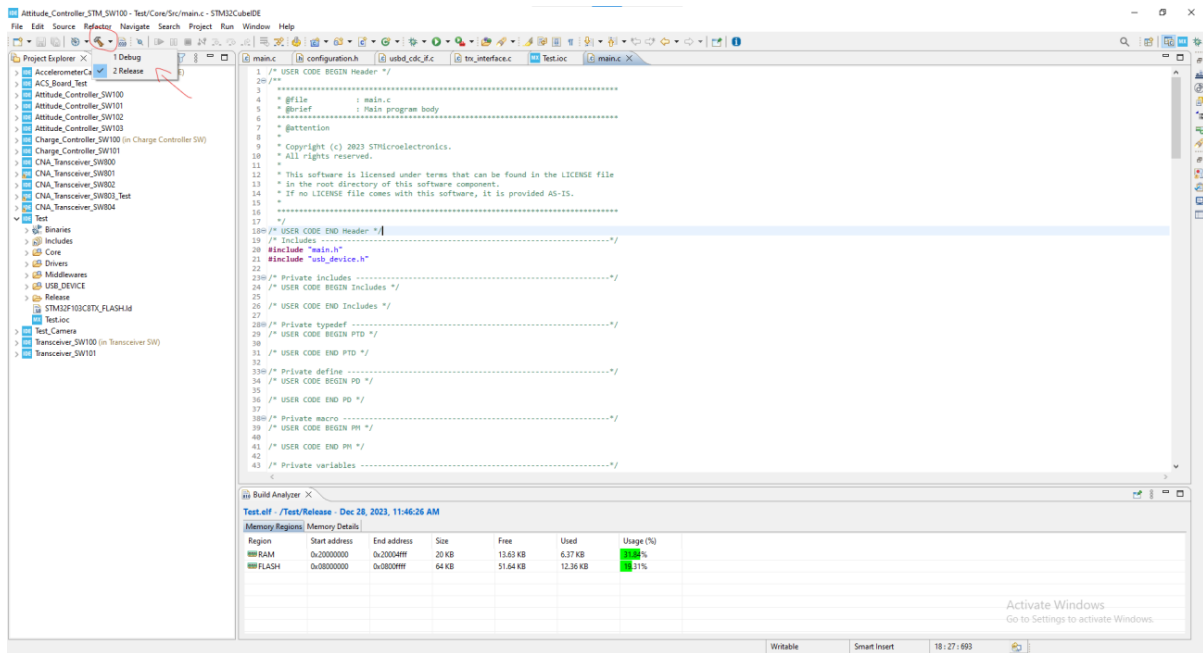 Attitude_Controller_STM_SW100 - Test/Core/Src/main.c - STM32CubeIDE
File Edit Source Refactor Navigate Search Project Run Window Help
1 Debug
2 Release
Project Explorer
AccelerometerCa
ACS_Board_Test
Attitude_Controller_SW100
Attitude_Controller_SW101
Attitude_Controller_SW102
Attitude_Controller_SW103
Charge_Controller_SW100 (in Charge Controller SW)
Charge_Controller_SW101
CNA_Transceiver_SW800
CNA_Transceiver_SW801
CNA_Transceiver_SW802
CNA_Transceiver_SW803_Test
CNA_Transceiver_SW804
Test
Binaries
Includes
Core
Drivers
Middlewares
USB_DEVICE
Release
STM32F103C8TX_FLASH.ld
Test.ioc
Test_Camera
Transceiver_SW100 (in Transceiver SW)
Transceiver_SW101
main.c configuration.h usbd_cdc_if.c trx_interface.c Test.ioc main.c
1 /* USER CODE BEGIN Header */
2 /**
3 ******************************************************************************
4 * @file : main.c
5 * @brief : Main program body
6 ******************************************************************************
7 * @attention
8 *
9 * Copyright (c) 2023 STMicroelectronics.
10 * All rights reserved.
11 *
12 * This software is licensed under terms that can be found in the LICENSE file
13 * in the root directory of this software component.
14 * If no LICENSE file comes with this software, it is provided AS-IS.
15 *
16 ******************************************************************************
17 */
18 /* USER CODE END Header */
19 /* Includes ------------------------------------------------------------------*/
20 #include "main.h"
21 #include "usb_device.h"
22
23 /* Private includes ----------------------------------------------------------*/
24 /* USER CODE BEGIN Includes */
25
26 /* USER CODE END Includes */
27
28 /* Private typedef -----------------------------------------------------------*/
29 /* USER CODE BEGIN PTD */
30
31 /* USER CODE END PTD */
32
33 /* Private define ------------------------------------------------------------*/
34 /* USER CODE BEGIN PD */
35
36 /* USER CODE END PD */
37
38 /* Private macro -------------------------------------------------------------*/
39 /* USER CODE BEGIN PM */
40
41 /* USER CODE END PM */
42
43 /* Private variables ---------------------------------------------------------*/
Build Analyzer
Test.elf - /Test/Release - Dec 28, 2023, 11:46:26 AM
Memory Regions Memory Details
Region Start address End address Size Free Used Usage (%)
RAM 0x20000000 0x20004fff 20 KB 13.63 KB 6.37 KB 31.84%
FLASH 0x08000000 0x0800ffff 64 KB 51.64 KB 12.36 KB 19.31%
Activate Windows
Go to Settings to activate Windows.
Writable Smart Insert 18 : 27 : 693